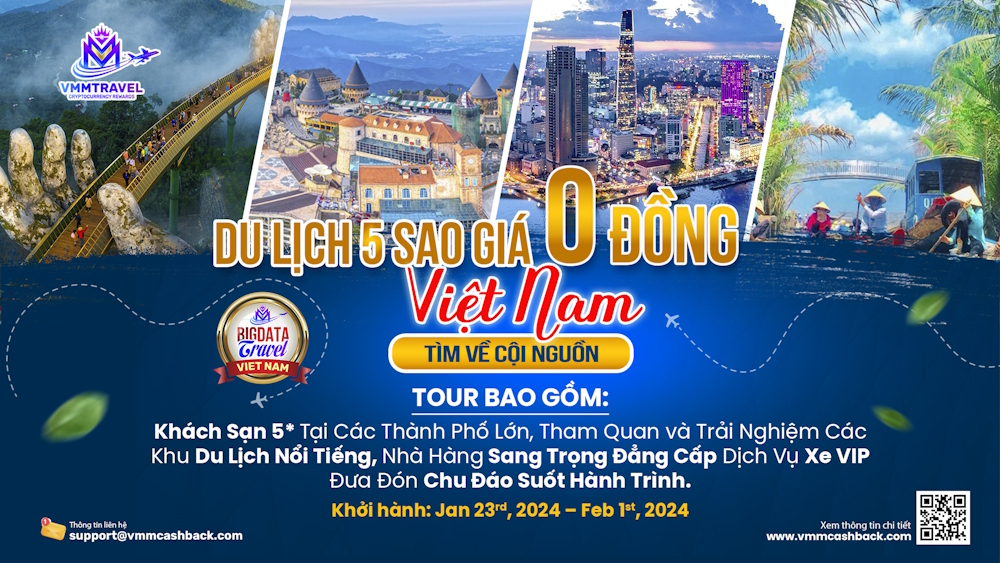 VMMTRAVEL
CRYPTOCURRENCY REWARDS
DU LỊCH 5 SAO GIÁ 0 ĐỒNG
Việt Nam
TÌM VỀ CỘI NGUỒN
BIGDATA
Travel
VIET NAM
TOUR BAO GỒM:
Khách Sạn 5* Tại Các Thành Phố Lớn, Tham Quan và Trải Nghiệm Các
Khu Du Lịch Nổi Tiếng, Nhà Hàng Sang Trọng Đẳng Cấp Dịch Vụ Xe VIP
Đưa Đón Chu Đáo Suốt Hành Trình.
Khởi hành: Jan 23rd, 2024 – Feb 1st, 2024
Thông tin liên hệ
support@vmmcashback.com
Xem thông tin chi tiết
www.vmmcashback.com